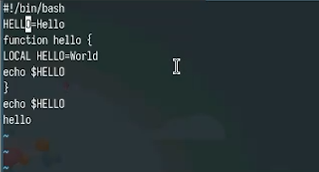 #!/bin/bash
HELLO=Hello
function hello {
LOCAL HELLO=World
echo $HELLO
}
echo $HELLO
hello
~
~
~